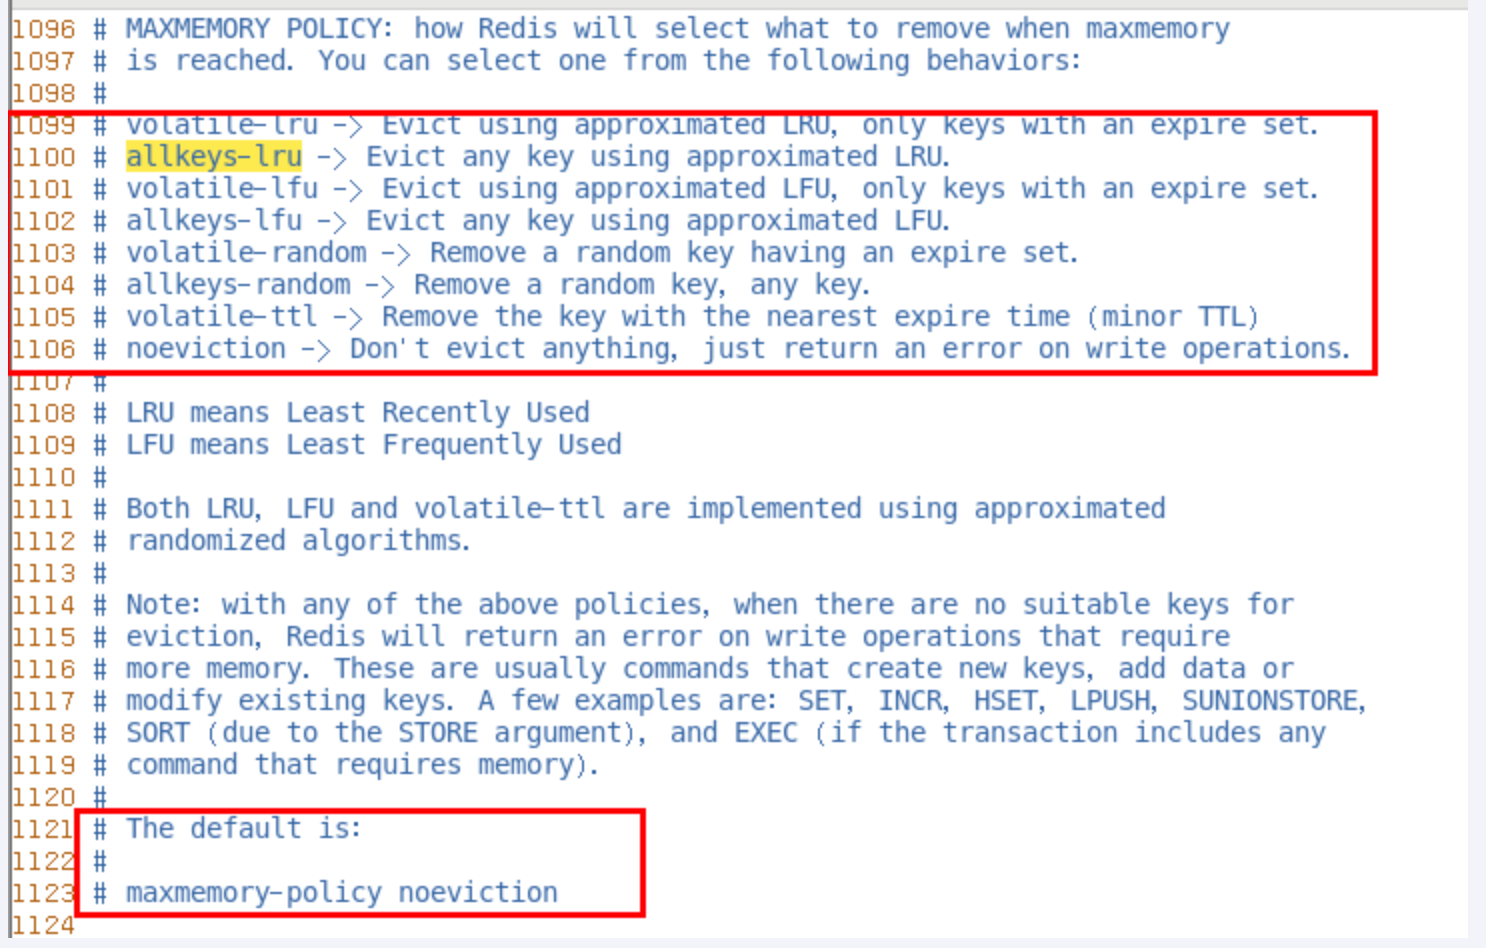 1096 # MAXMEMORY POLICY: how Redis will select what to remove when maxmemory
1097 # is reached. You can select one from the following behaviors:
1098 #
1099 # volatile-lru -> Evict using approximated LRU, only keys with an expire set.
1100 # allkeys-lru -> Evict any key using approximated LRU.
1101 # volatile-lfu -> Evict using approximated LFU, only keys with an expire set.
1102 # allkeys-lfu -> Evict any key using approximated LFU.
1103 # volatile-random -> Remove a random key having an expire set.
1104 # allkeys-random -> Remove a random key, any key.
1105 # volatile-ttl -> Remove the key with the nearest expire time (minor TTL)
1106 # noeviction -> Don't evict anything, just return an error on write operations.
1107 #
1108 # LRU means Least Recently Used
1109 # LFU means Least Frequently Used
1110 #
1111 # Both LRU, LFU and volatile-ttl are implemented using approximated
1112 # randomized algorithms.
1113 #
1114 # Note: with any of the above policies, when there are no suitable keys for
1115 # eviction, Redis will return an error on write operations that require
1116 # more memory. These are usually commands that create new keys, add data or
1117 # modify existing keys. A few examples are: SET, INCR, HSET, LPUSH, SUNIONSTORE,
1118 # SORT (due to the STORE argument), and EXEC (if the transaction includes any
1119 # command that requires memory).
1120 #
1121 # The default is:
1122 #
1123 # maxmemory-policy noeviction
1124